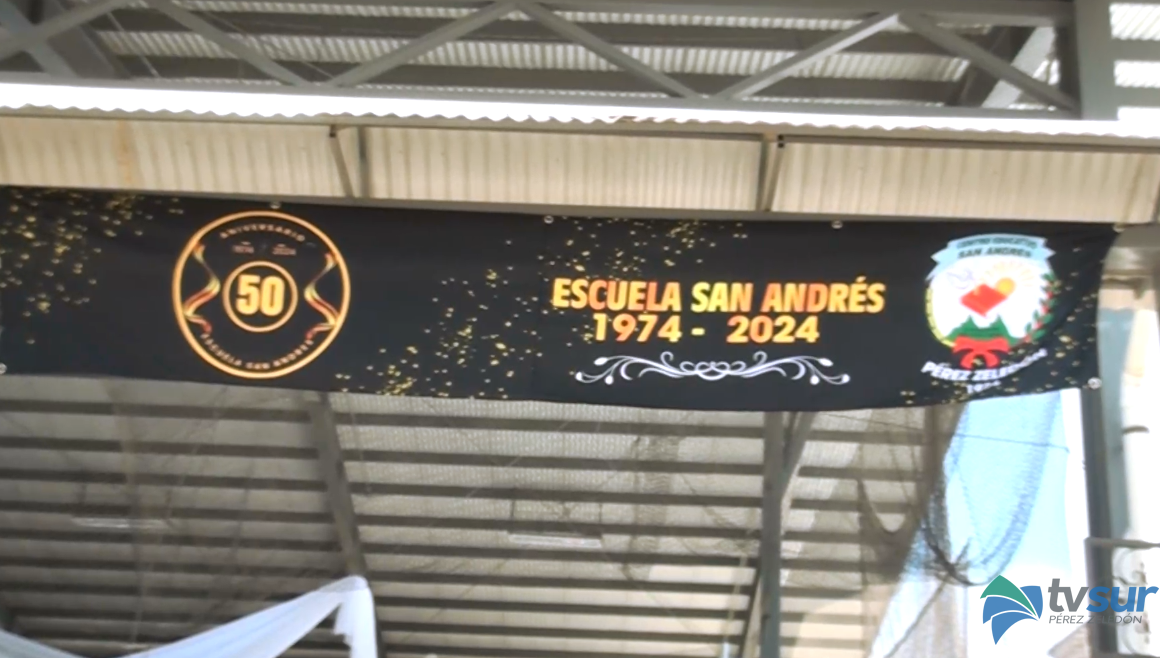 ANIVERSARIO
1974 2024
50
ESCUELA SAN ANDRÉS
ESCUELA SAN ANDRÉS
1974 - 2024
CENTRO EDUCATIVO
SAN ANDRÉS
PÉREZ ZELEDÓN
1974
tvsur
PÉREZ ZELEDÓN